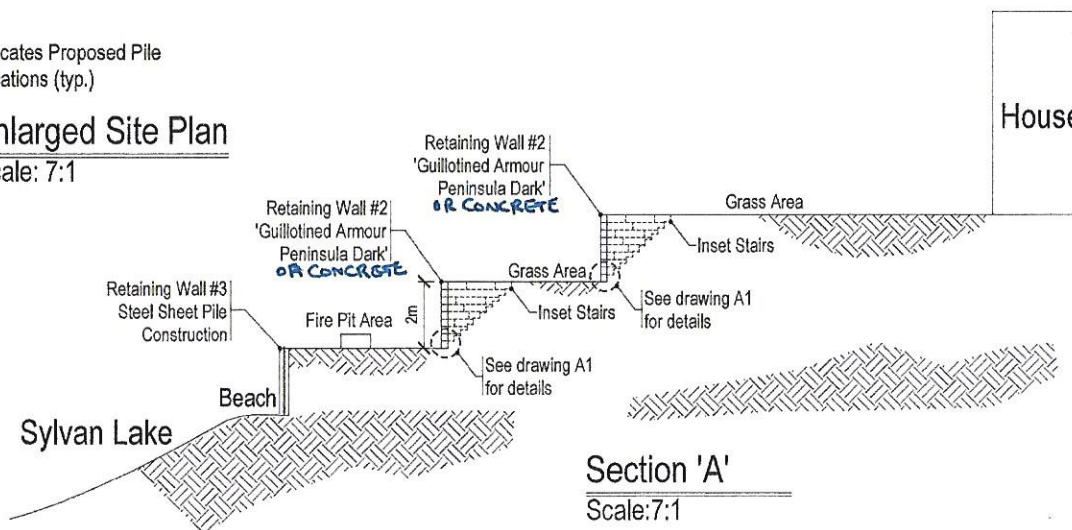 cates Proposed Pile
ations (typ.)
nlarged Site Plan
cale: 7:1
House
Retaining Wall #2
'Guillotined Armour
Peninsula Dark'
OR CONCRETE
Grass Area
Inset Stairs
Retaining Wall #2
'Guillotined Armour
Peninsula Dark'
OR CONCRETE
Grass Area
Inset Stairs
See drawing A1
for details
Retaining Wall #3
Steel Sheet Pile
Construction
Fire Pit Area
2m
See drawing A1
for details
Beach
Sylvan Lake
Section 'A'
Scale:7:1